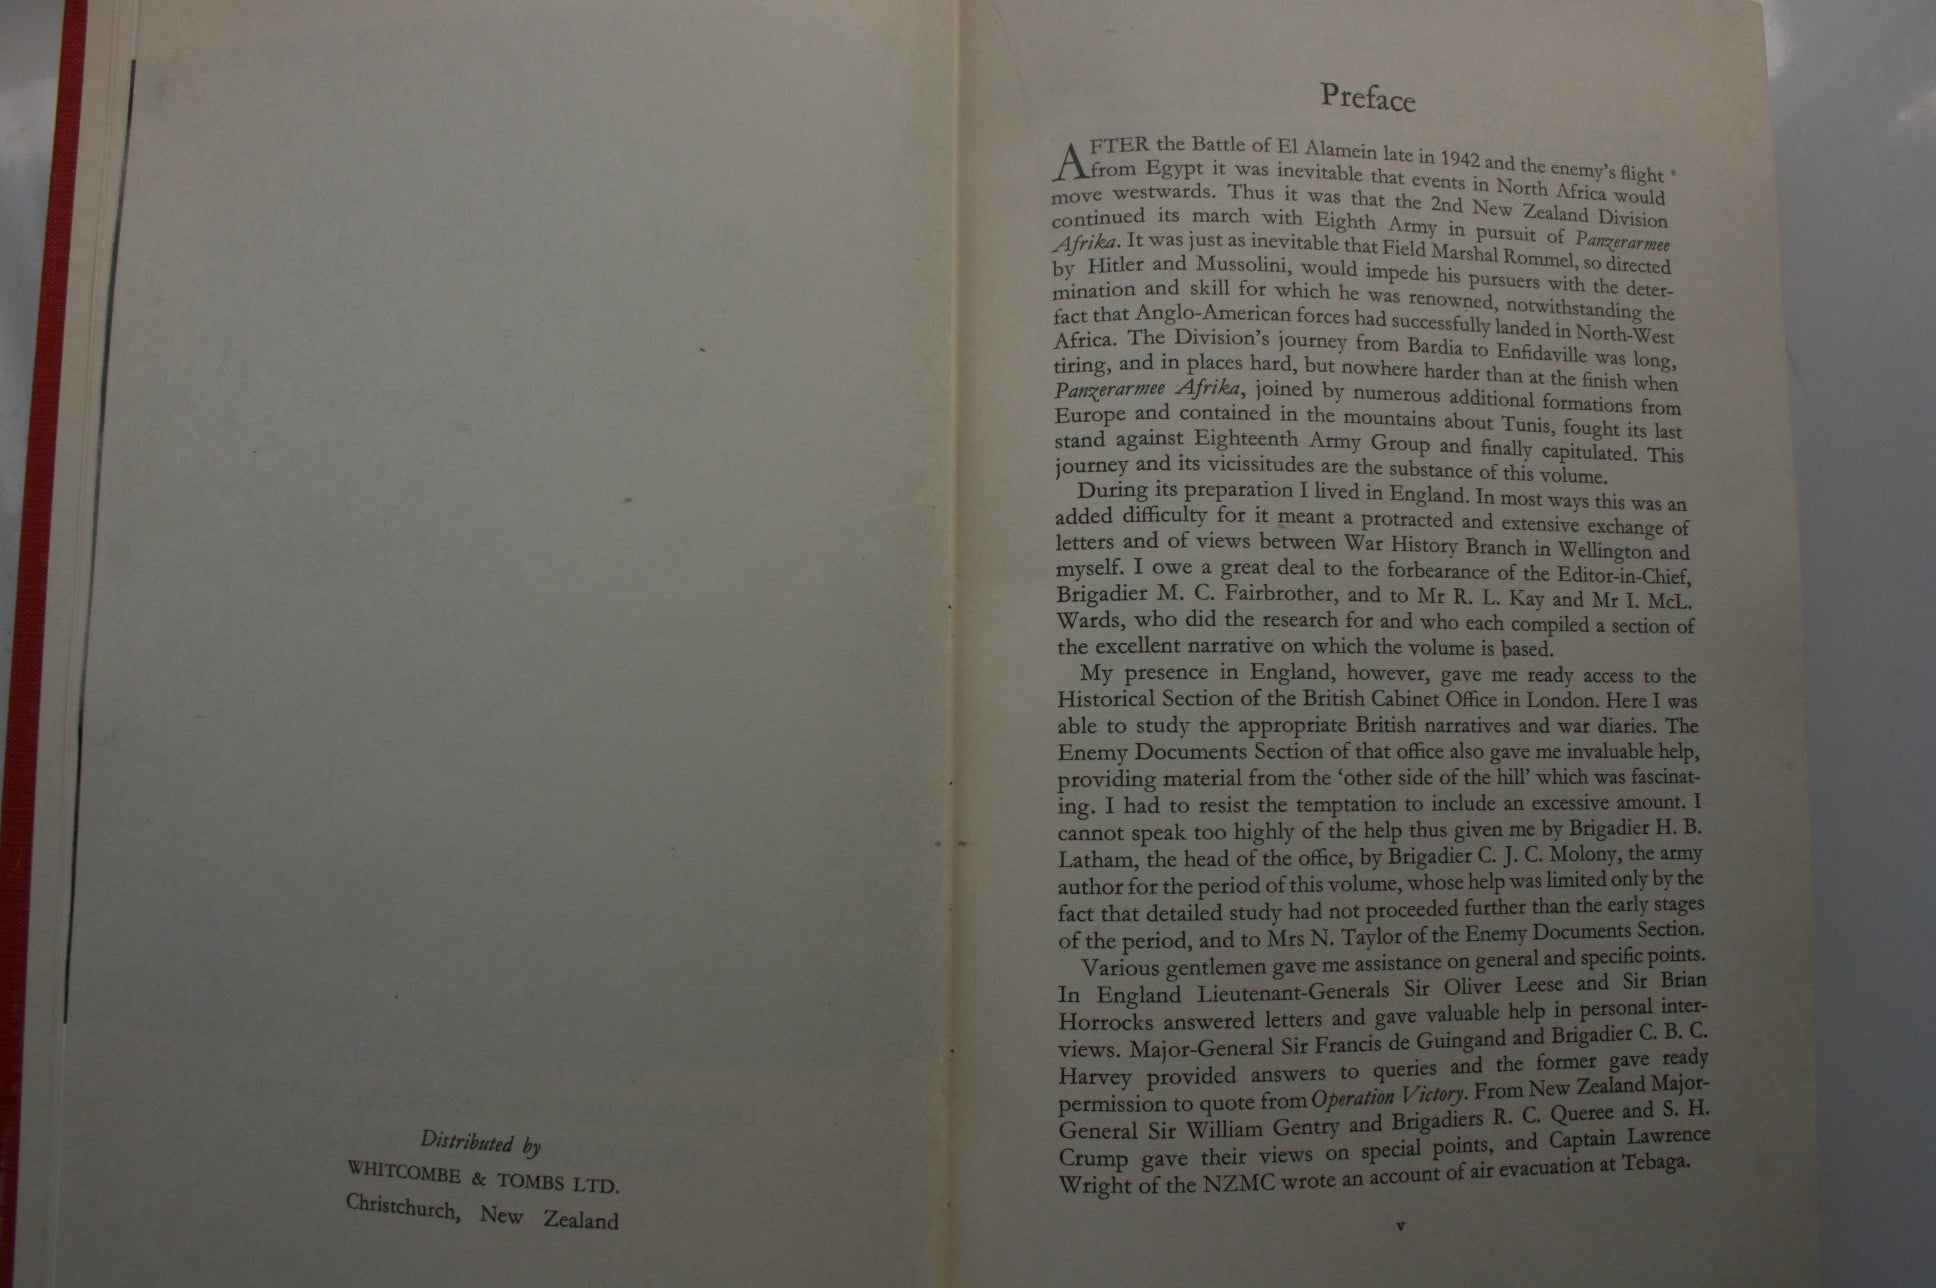 Distributed by
WHITCOMBE & TOMBS LTD.
Christchurch, New Zealand
Preface
AFTER the Battle of El Alamein late in 1942 and the enemy's flight
from Egypt it was inevitable that events in North Africa would
move westwards. Thus it was that the 2nd New Zealand Division
continued its march with Eighth Army in pursuit of Panzerarmee
Afrika. It was just as inevitable that Field Marshal Rommel, so directed
by Hitler and Mussolini, would impede his pursuers with the deter-
mination and skill for which he was renowned, notwithstanding the
fact that Anglo-American forces had successfully landed in North-West
Africa. The Division's journey from Bardia to Enfidaville was long,
tiring, and in places hard, but nowhere harder than at the finish when
Panzerarmee Afrika, joined by numerous additional formations from
Europe and contained in the mountains about Tunis, fought its last
stand against Eighteenth Army Group and finally capitulated. This
journey and its vicissitudes are the substance of this volume.
During its preparation I lived in England. In most ways this was an
added difficulty for it meant a protracted and extensive exchange of
letters and of views between War History Branch in Wellington and
myself. I owe a great deal to the forbearance of the Editor-in-Chief,
Brigadier M. C. Fairbrother, and to Mr R. L. Kay and Mr I. McL.
Wards, who did the research for and who each compiled a section of
the excellent narrative on which the volume is based.
My presence in England, however, gave me ready access to the
Historical Section of the British Cabinet Office in London. Here I was
able to study the appropriate British narratives and war diaries. The
Enemy Documents Section of that office also gave me invaluable help,
providing material from the 'other side of the hill' which was fascinat-
ing. I had to resist the temptation to include an excessive amount. I
cannot speak too highly of the help thus given me by Brigadier H. B.
Latham, the head of the office, by Brigadier C. J. C. Molony, the army
author for the period of this volume, whose help was limited only by the
fact that detailed study had not proceeded further than the early stages
of the period, and to Mrs N. Taylor of the Enemy Documents Section.
Various gentlemen gave me assistance on general and specific points.
In England Lieutenant-Generals Sir Oliver Leese and Sir Brian
Horrocks answered letters and gave valuable help in personal inter-
views. Major-General Sir Francis de Guingand and Brigadier C. B. C.
Harvey provided answers to queries and the former gave ready
permission to quote from Operation Victory. From New Zealand Major-
General Sir William Gentry and Brigadiers R. C. Queree and S. H.
Crump gave their views on special points, and Captain Lawrence
Wright of the NZMC wrote an account of air evacuation at Tebaga.
v